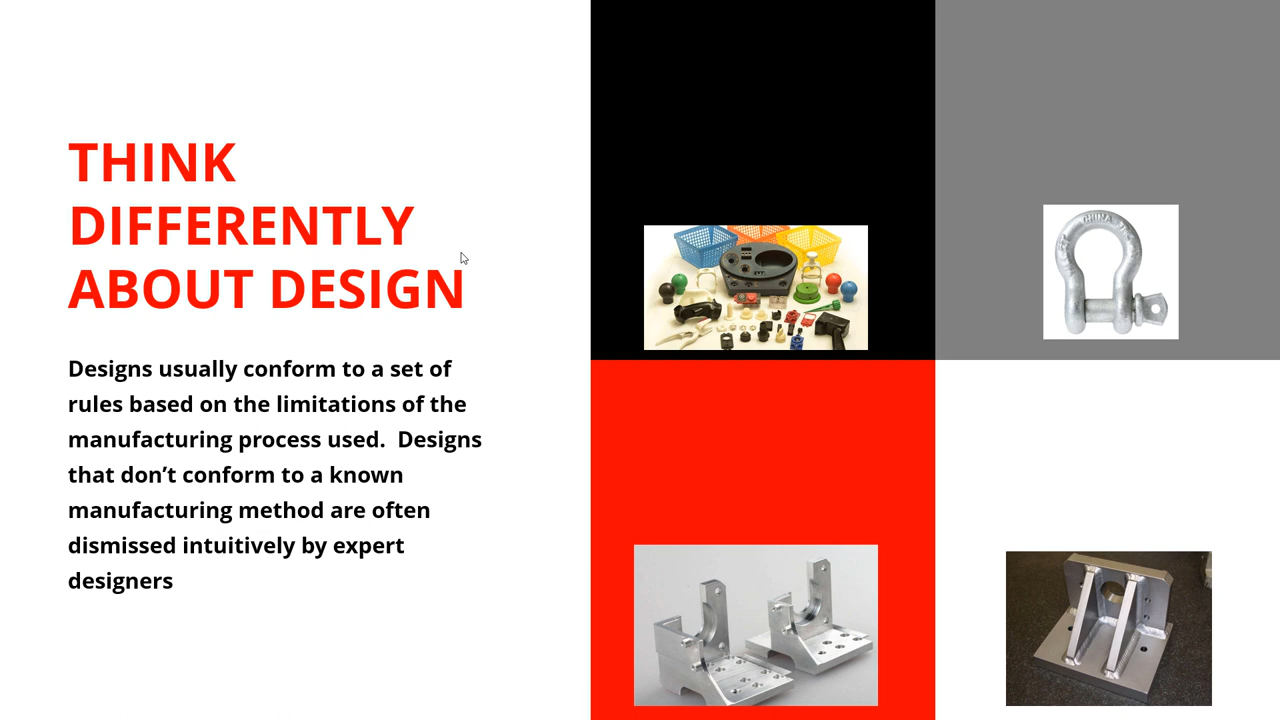 THINK
DIFFERENTLY
ABOUT DESIGN
Designs usually conform to a set of
rules based on the limitations of the
manufacturing process used.  Designs
that don’t conform to a known
manufacturing method are often
dismissed intuitively by expert
designers
CHINA